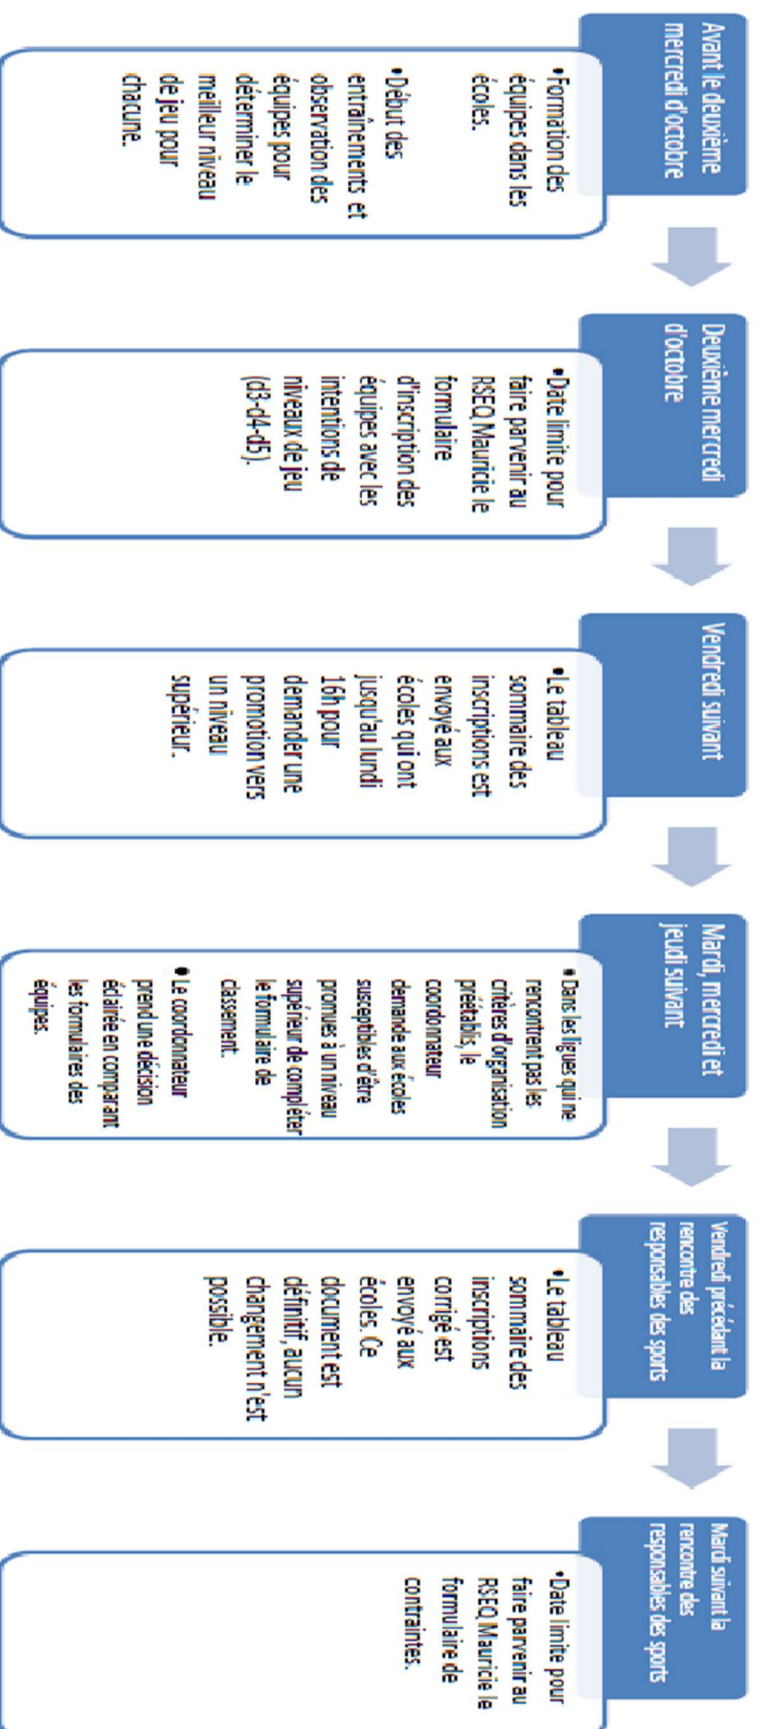 Avant le deuxième
mercredi d'octobre
•Formation des
équipes dans les
écoles.
•Début des
entraînements et
observation des
équipes pour
déterminer le
meilleur niveau
de jeu pour
chacune.
Deuxième mercredi
d'octobre
•Date limite pour
faire parvenir au
RSEQ Mauricie le
formulaire
d'inscription des
équipes avec les
intentions de
niveaux de jeu
(d3-d4-d5).
Vendredi suivant
•Le tableau
sommaire des
inscriptions est
envoyé aux
écoles qui ont
jusqu'au lundi
16h pour
demander une
promotion vers
un niveau
supérieur.
Mardi, mercredi et
jeudi suivant
• Dans les ligues qui ne
rencontrent pas les
critères d'organisation
préétablis, le
coordonnateur
demande aux écoles
susceptibles d'être
promues à un niveau
supérieur de compléter
le formulaire de
classement.
• Le coordonnateur
prend une décision
éclairée en comparant
les formulaires des
équipes.
Vendredi précédant la
rencontre des
responsables des sports
•Le tableau
sommaire des
inscriptions
corrigé est
envoyé aux
écoles. Ce
document est
définitif, aucun
changement n'est
possible.
Mardi suivant la
rencontre des
responsables des sports
•Date limite pour
faire parvenir au
RSEQ Mauricie le
formulaire de
contraintes.